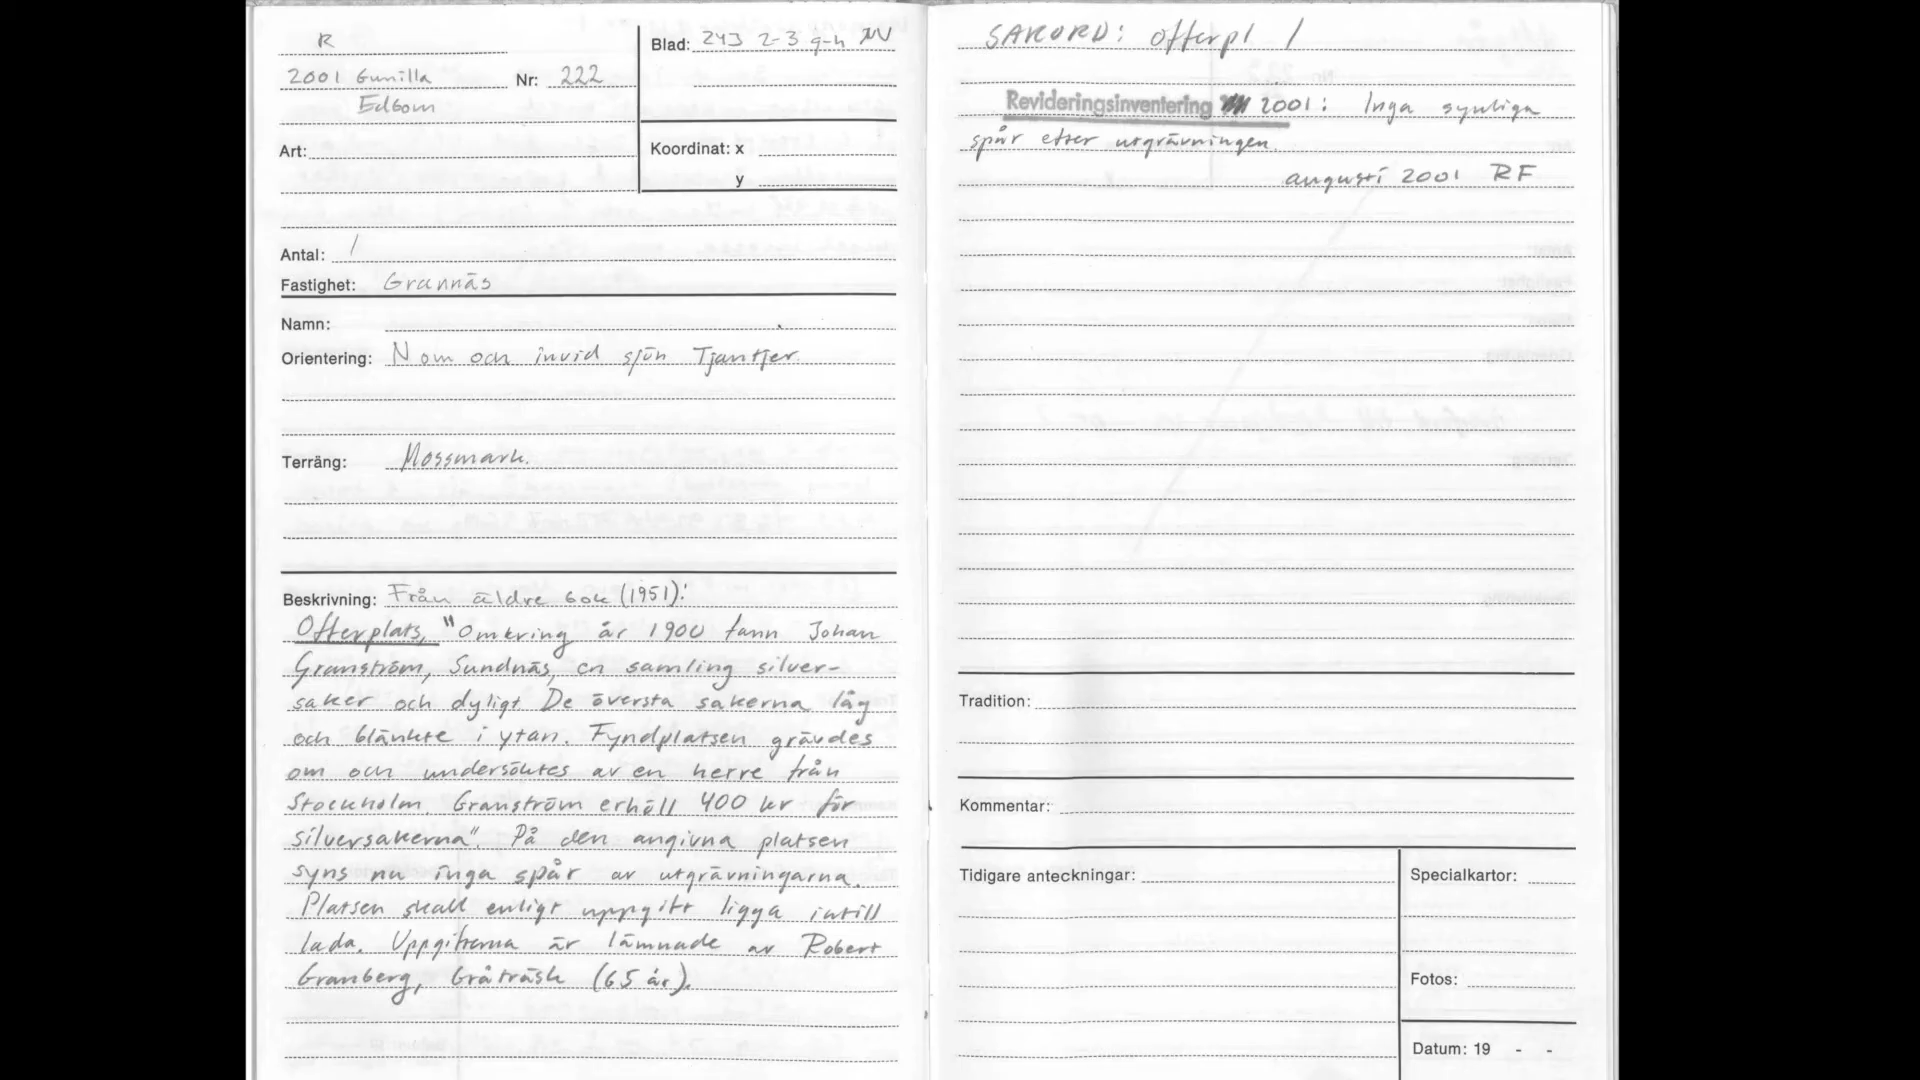 R
2001 Gunilla Nr: 222
Edbom
Blad: 243 2-3 g-h NV
Art:
Koordinat: x
y
Antal: 1
Fastighet: Grannäs
Namn:
Orientering: N om och invid sjön Tjantjer.
Terräng: Mossmark.
Beskrivning: Från äldre bok (1951):
Offerplats, "Omkring år 1900 fann Johan
Granström, Sundnäs, en samling silver-
saker och dyligt. De översta sakerna låg
och blänkte i ytan. Fyndplatsen grävdes
om och undersöktes av en herre från
Stockholm. Granström erhöll 400 kr för
silversakerna". På den angivna platsen
syns nu inga spår av utgrävningarna.
Platsen skall enligt uppgift ligga intill
lada. Uppgifterna är lämnade av Robert
Granberg, Gråträsk (65 år).
SAKORD: offerpl 1
Revideringsinventering 2001: Inga synliga
spår efter utgrävningen.
augusti 2001 RF
Tradition:
Kommentar:
Tidigare anteckningar:
Specialkartor:
Fotos:
Datum: 19 - -